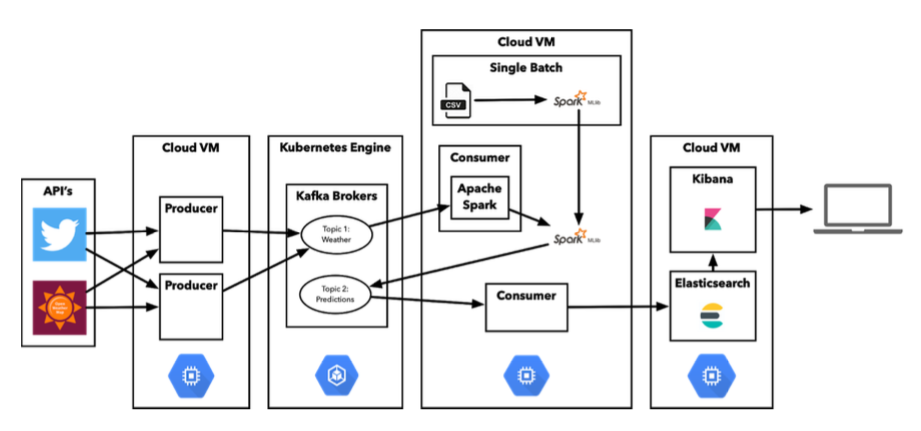 API's
Cloud VM
Producer
Producer
Kubernetes Engine
Kafka Brokers
Topic 1:
Weather
Topic 2:
Predictions
Cloud VM
Single Batch
CSV
Spark MLlib
Consumer
Apache
Spark
Spark MLlib
Consumer
Cloud VM
Kibana
Elasticsearch